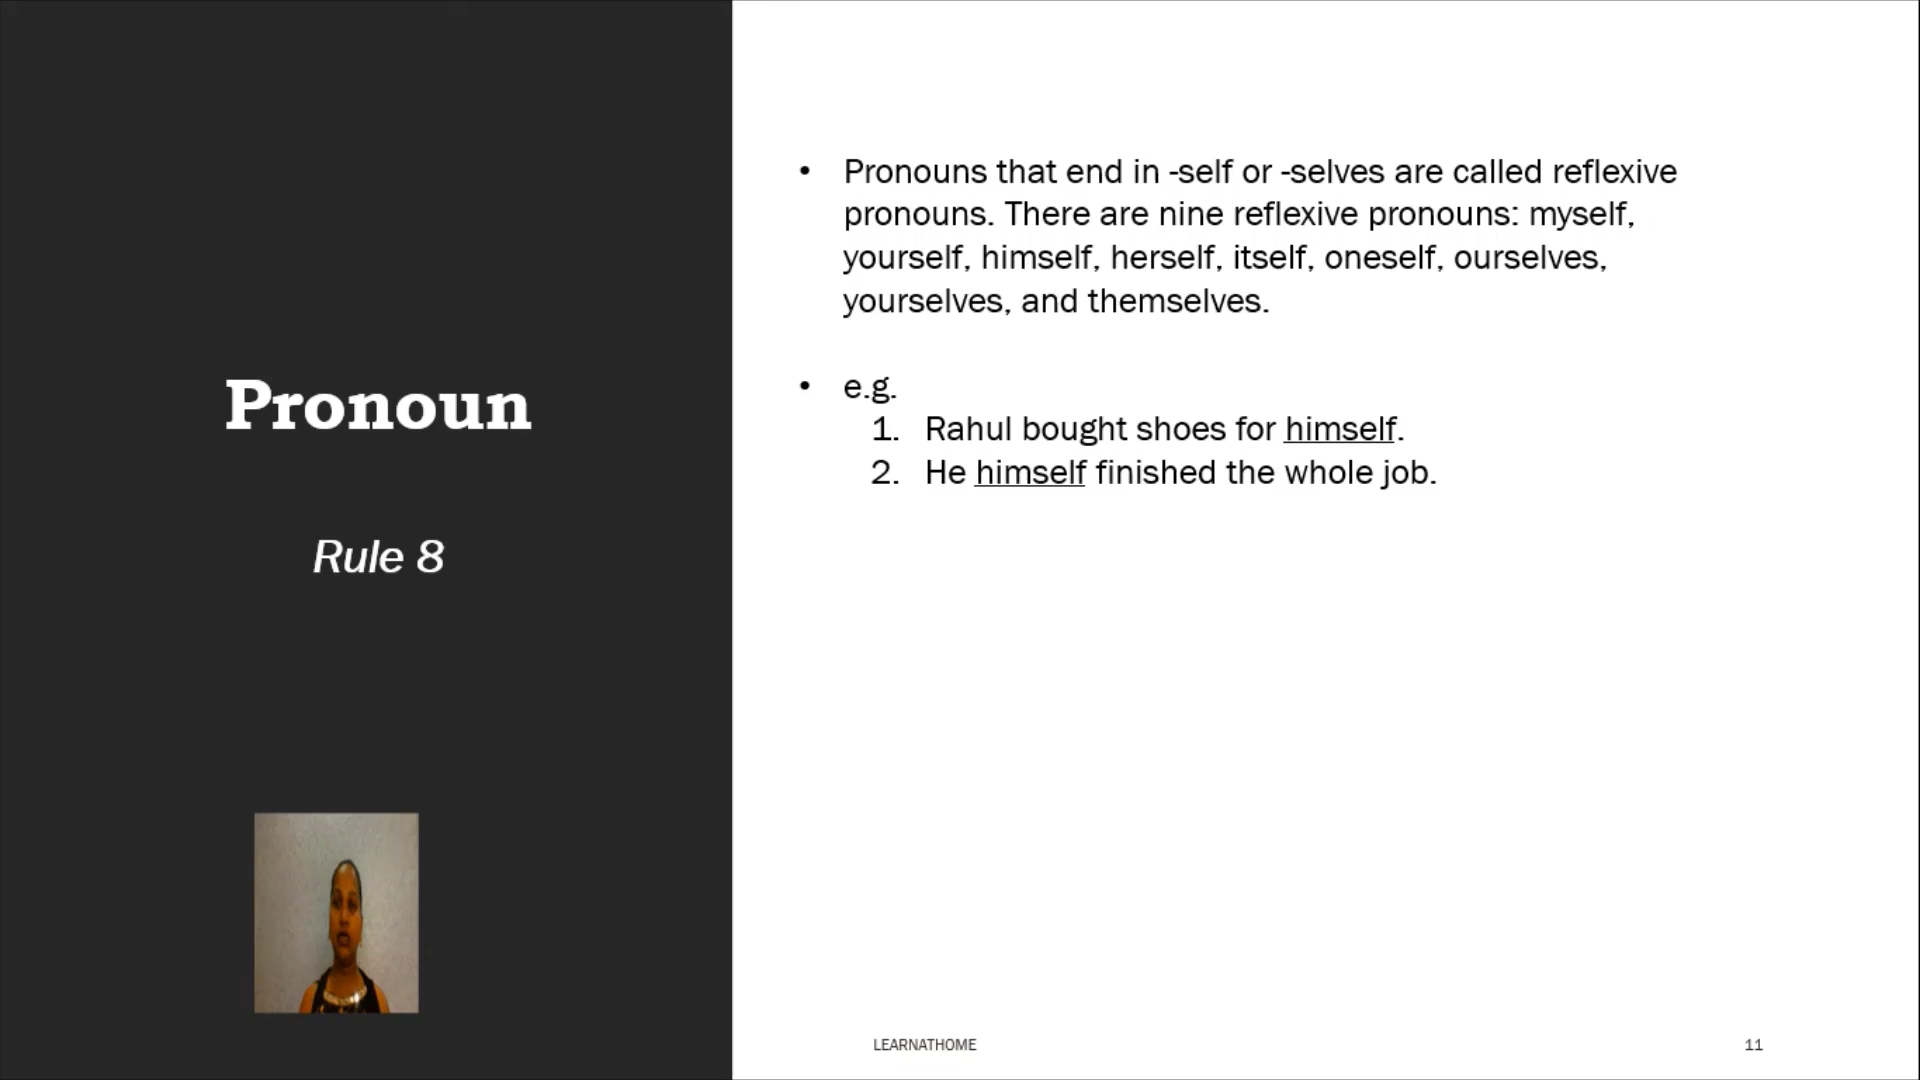 Pronoun
Rule 8
• Pronouns that end in -self or -selves are called reflexive
pronouns. There are nine reflexive pronouns: myself,
yourself, himself, herself, itself, oneself, ourselves,
yourselves, and themselves.
• e.g.
1. Rahul bought shoes for himself.
2. He himself finished the whole job.
LEARNATHOME
11